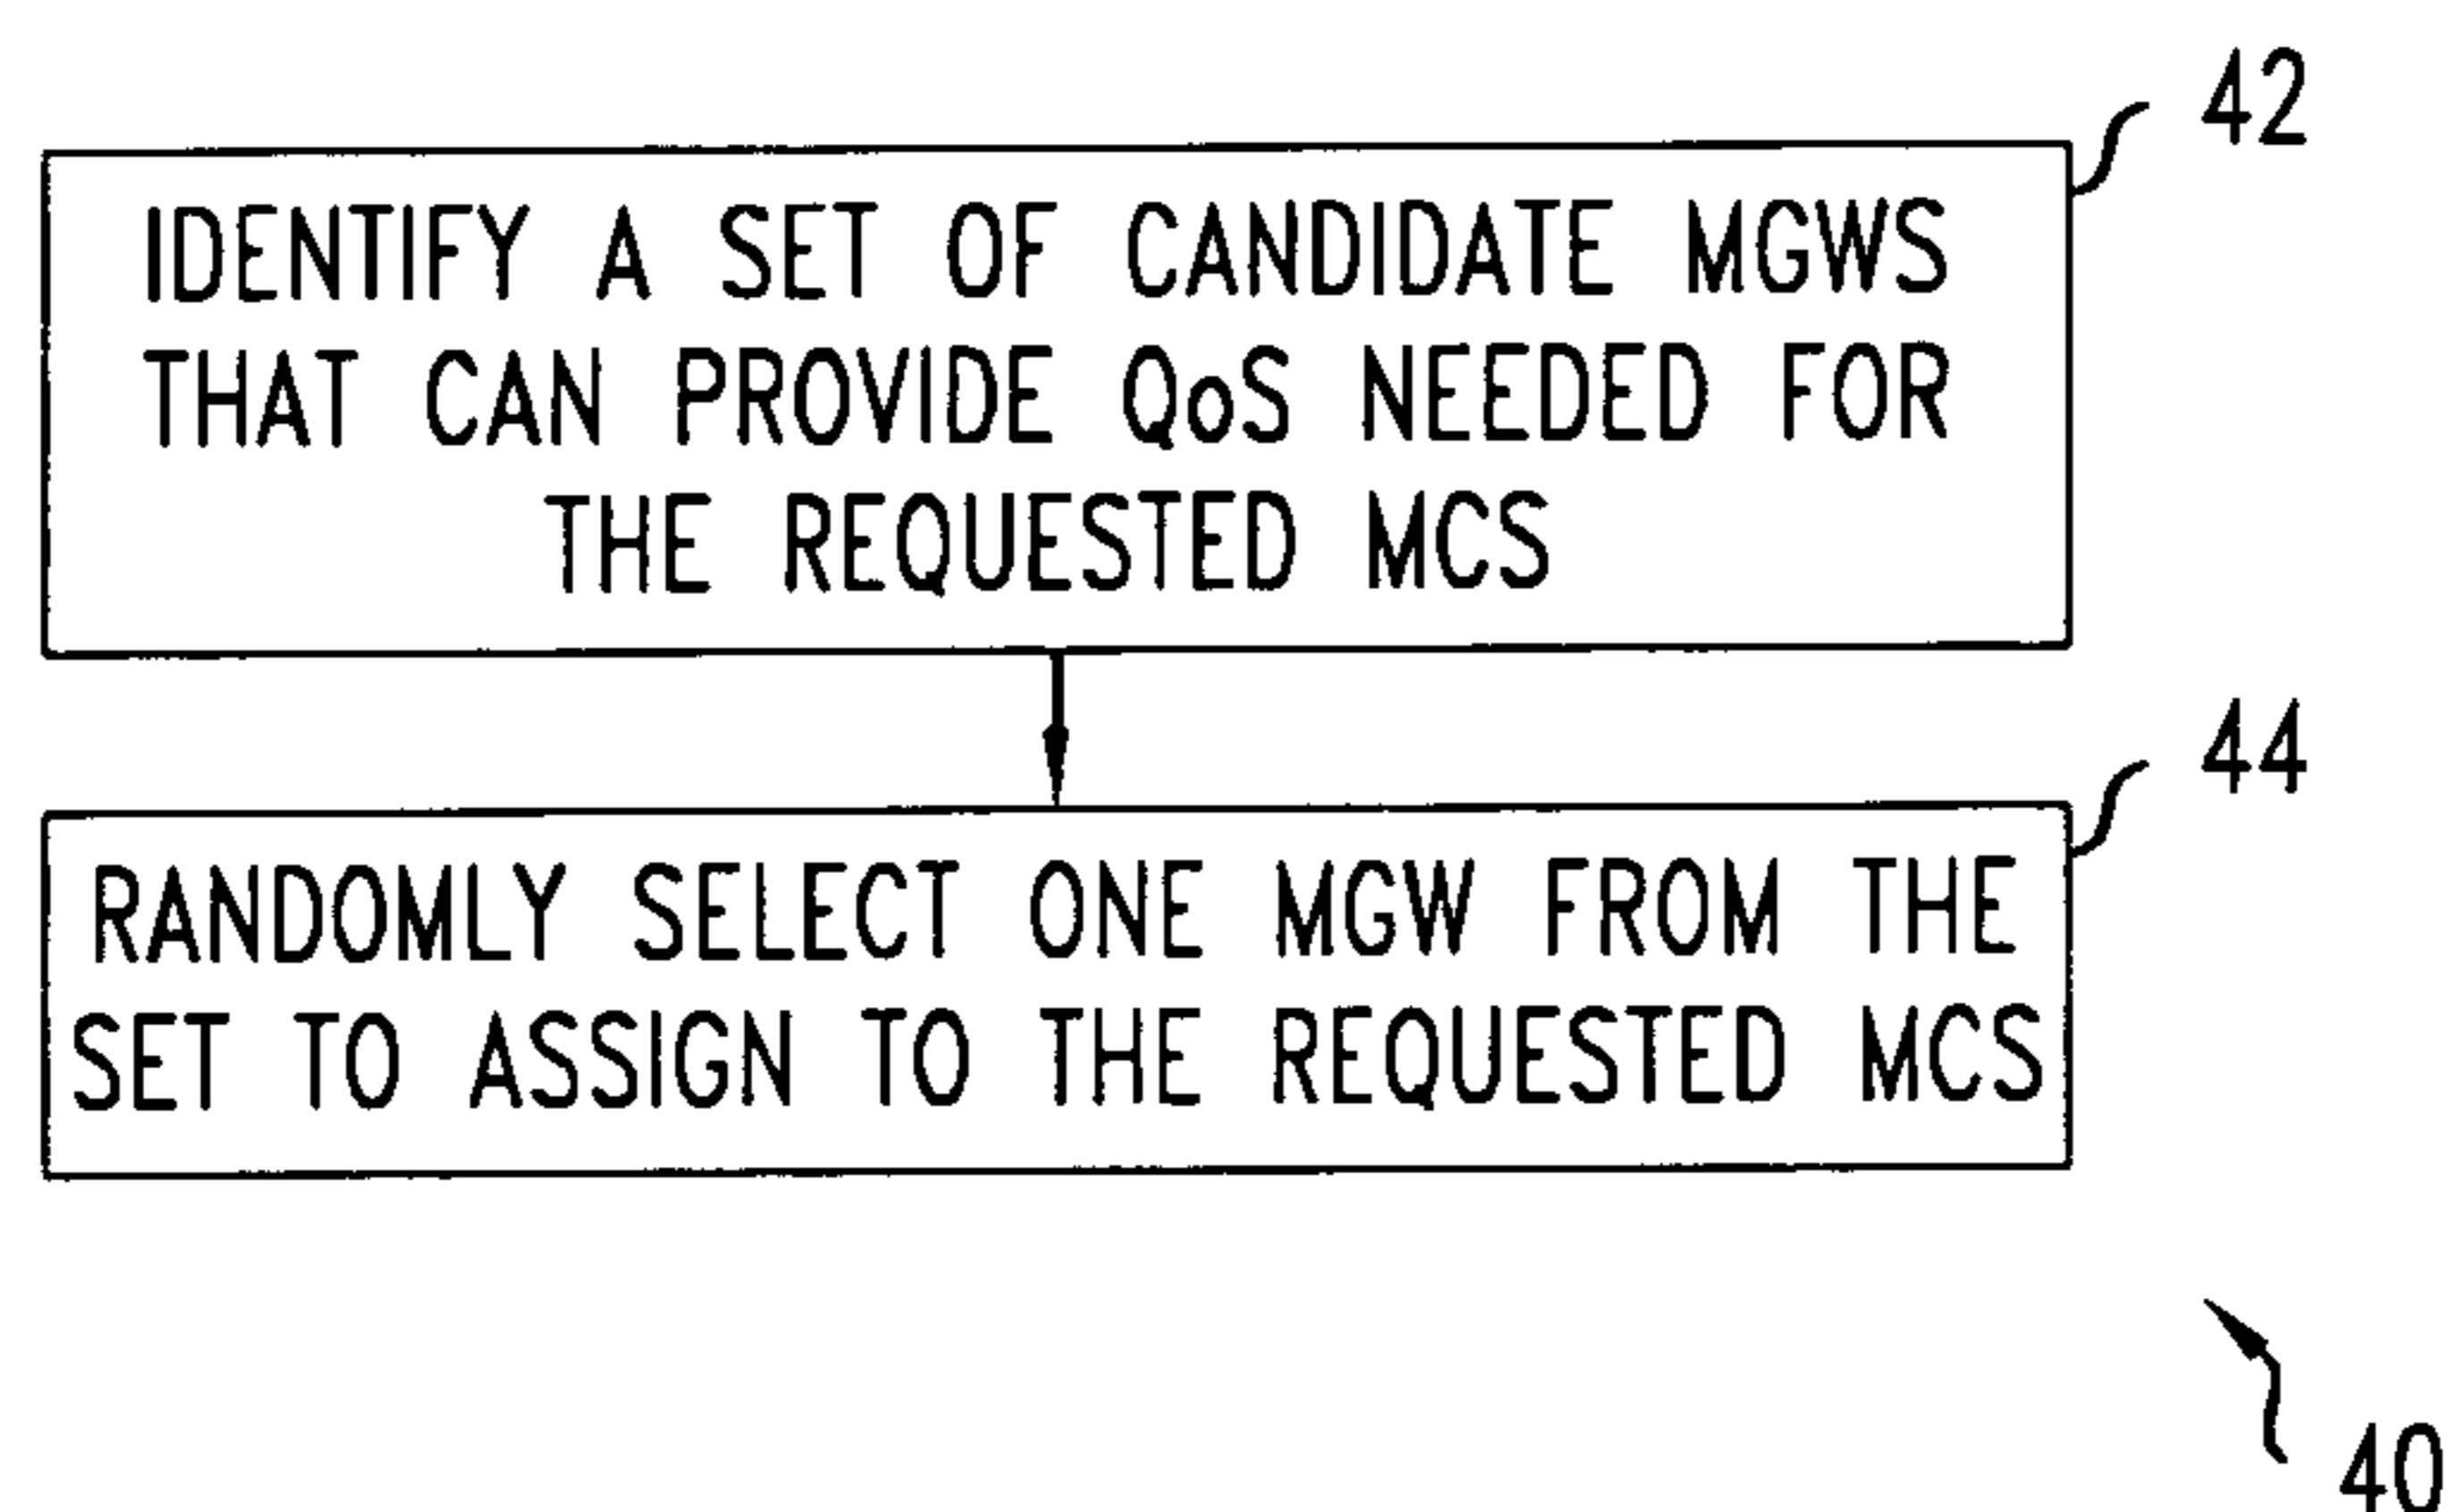 42
IDENTIFY A SET OF CANDIDATE MGWS
THAT CAN PROVIDE QoS NEEDED FOR
THE REQUESTED MCS
44
RANDOMLY SELECT ONE MGW FROM THE
SET TO ASSIGN TO THE REQUESTED MCS
40